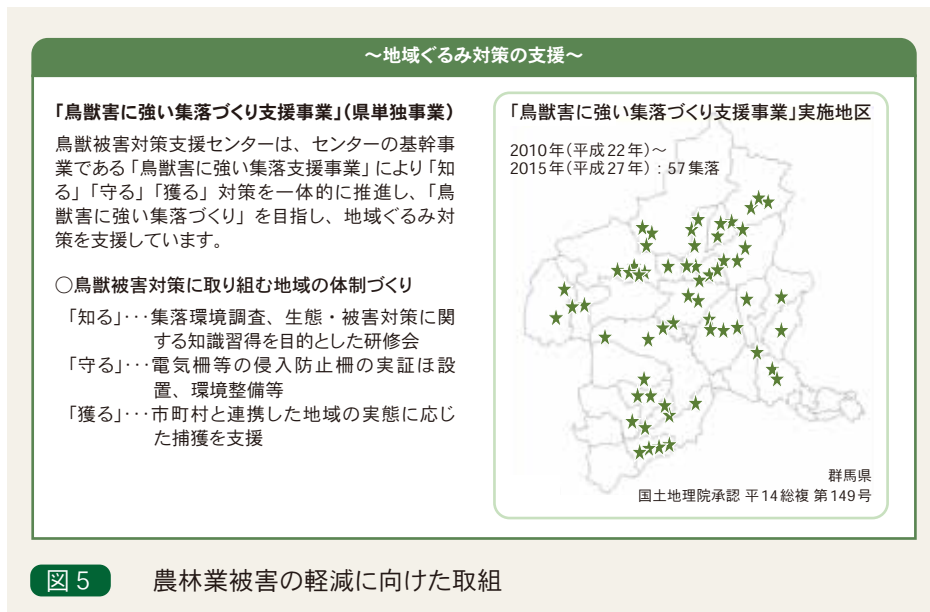 ~地域ぐるみ対策の支援~
「鳥獣害に強い集落づくり支援事業」(県単独事業)
鳥獣被害対策支援センターは、センターの基幹事
業である「鳥獣害に強い集落支援事業」により「知
る」「守る」「獲る」対策を一体的に推進し、「鳥
獣害に強い集落づくり」を目指し、地域ぐるみ対
策を支援しています。
○鳥獣被害対策に取り組む地域の体制づくり
「知る」･･･集落環境調査、生態・被害対策に関
する知識習得を目的とした研修会
「守る」･･･電気柵等の侵入防止柵の実証ほ設
置、環境整備等
「獲る」･･･市町村と連携した地域の実態に応じ
た捕獲を支援
「鳥獣害に強い集落づくり支援事業」実施地区
2010年(平成22年)~
2015年(平成27年):57集落
群馬県
国土地理院承認 平14総複 第149号
図5 農林業被害の軽減に向けた取組